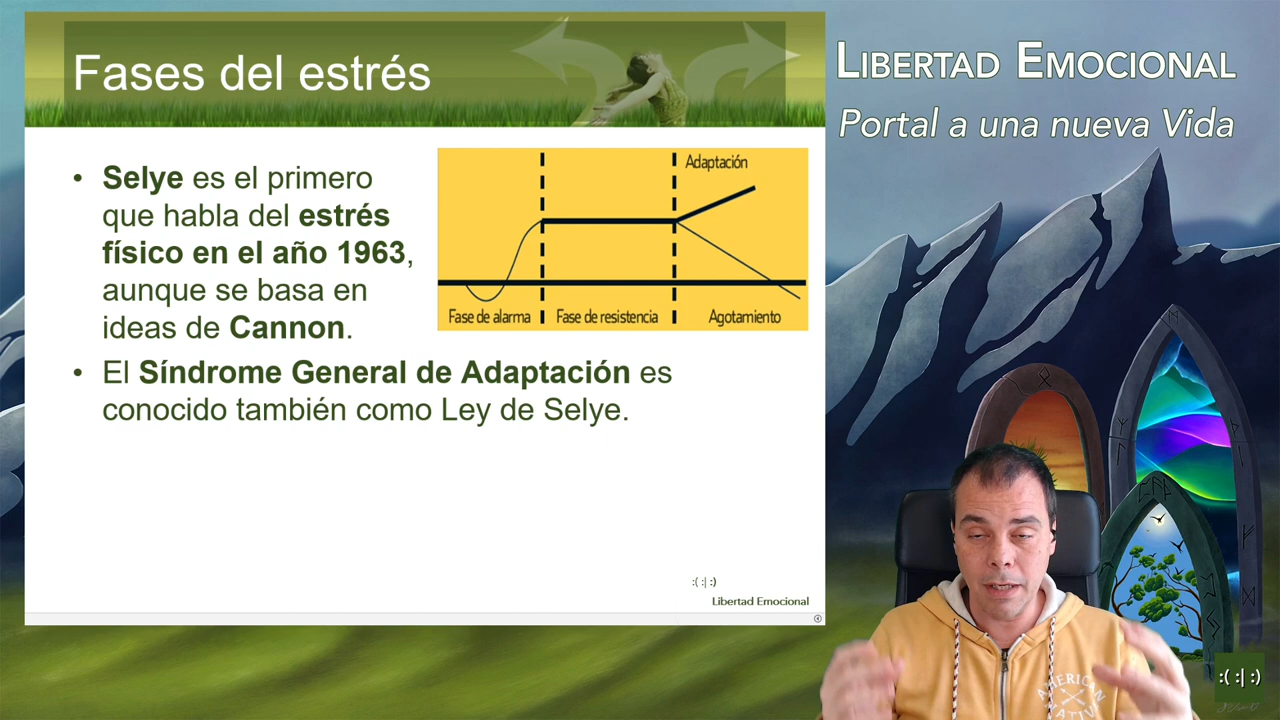 Fases del estrés
• Selye es el primero
que habla del estrés
físico en el año 1963,
aunque se basa en
ideas de Cannon.
Adaptación
Fase de alarma
Fase de resistencia
Agotamiento
• El Síndrome General de Adaptación es
conocido también como Ley de Selye.
:( :| :)
Libertad Emocional
LIBERTAD EMOCIONAL
Portal a una nueva Vida
AMERICAN
:( :| :)